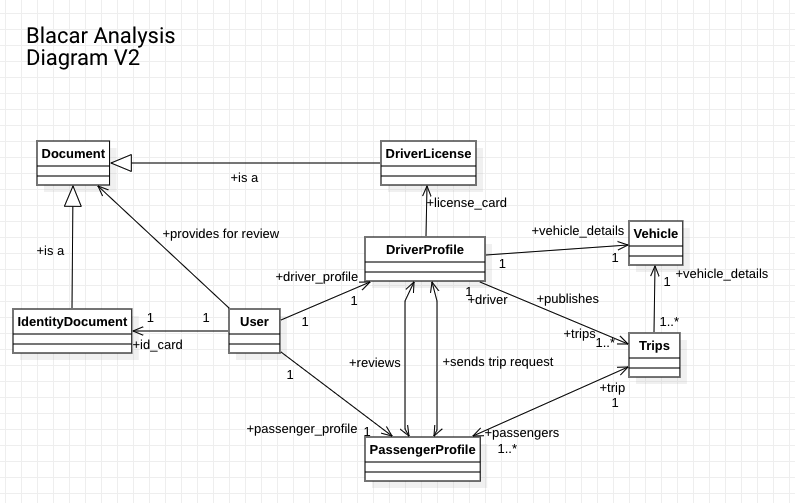 Blacar Analysis
Diagram V2
Document
DriverLicense
+is a
+license_card
+provides for review
+vehicle_details
Vehicle
+is a
DriverProfile
1
1
+driver_profile
1
+vehicle_details
1
+driver
+publishes
1
IdentityDocument
1
1
User
1
1..*
+id_card
+trips
1..*
Trips
+reviews
+sends trip request
1
+trip
1
+passenger_profile
1
+passengers
1..*
PassengerProfile